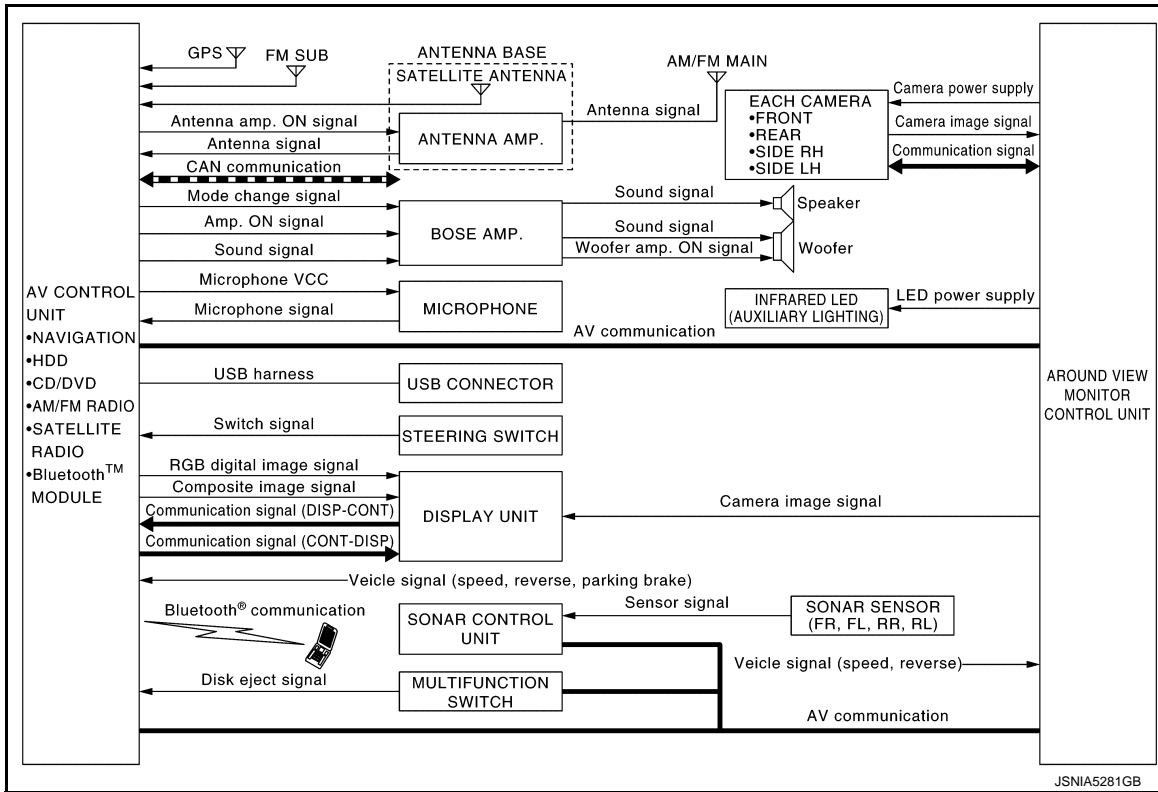 GPS
FM SUB
ANTENNA BASE
SATELLITE ANTENNA
AM/FM MAIN
Antenna signal
Antenna amp. ON signal
Antenna signal
ANTENNA AMP.
CAN communication
EACH CAMERA
•FRONT
•REAR
•SIDE RH
•SIDE LH
Camera power supply
Camera image signal
Communication signal
Mode change signal
Amp. ON signal
Sound signal
BOSE AMP.
Sound signal
Speaker
Sound signal
Woofer amp. ON signal
Woofer
Microphone VCC
Microphone signal
MICROPHONE
INFRARED LED
(AUXILIARY LIGHTING)
LED power supply
AV communication
AV CONTROL
UNIT
•NAVIGATION
•HDD
•CD/DVD
•AM/FM RADIO
•SATELLITE
RADIO
•Bluetooth™
MODULE
USB harness
USB CONNECTOR
Switch signal
STEERING SWITCH
AROUND VIEW
MONITOR
CONTROL UNIT
RGB digital image signal
Composite image signal
Communication signal (DISP-CONT)
Communication signal (CONT-DISP)
DISPLAY UNIT
Camera image signal
Veicle signal (speed, reverse, parking brake)
Bluetooth® communication
SONAR CONTROL
UNIT
Sensor signal
SONAR SENSOR
(FR, FL, RR, RL)
Veicle signal (speed, reverse)
Disk eject signal
MULTIFUNCTION
SWITCH
AV communication
JSNIA5281GB